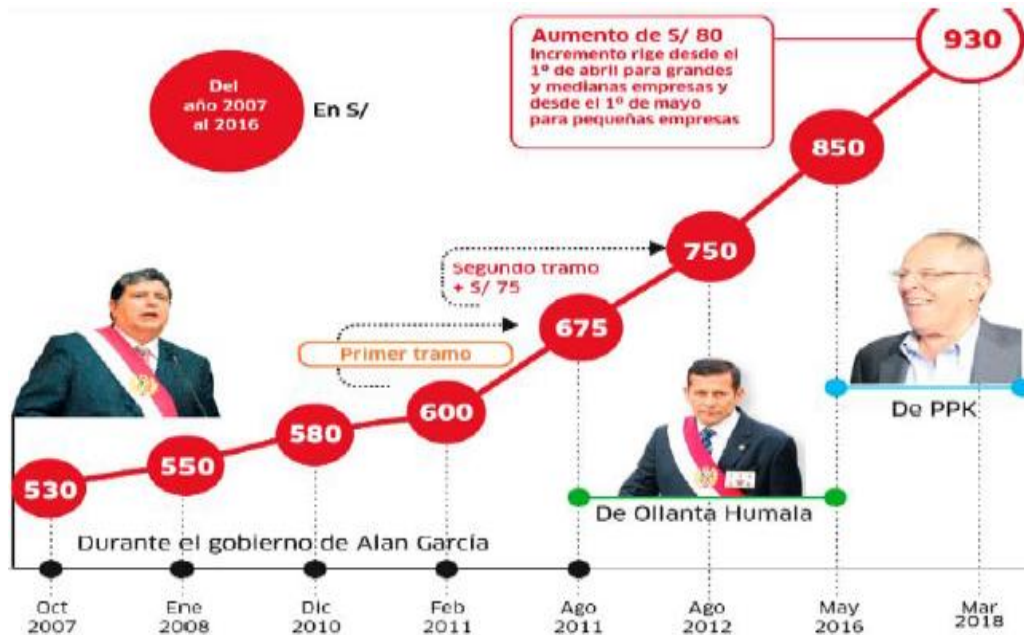 Del
año 2007
al 2016
En S/
Aumento de S/ 80
Incremento rige desde el
1º de abril para grandes
y medianas empresas y
desde el 1º de mayo
para pequeñas empresas
930
850
750
Segundo tramo
+ S/ 75
675
Primer tramo
600
580
550
530
De PPK
De Ollanta Humala
Durante el gobierno de Alan García
Oct
2007
Ene
2008
Dic
2010
Feb
2011
Ago
2011
Ago
2012
May
2016
Mar
2018